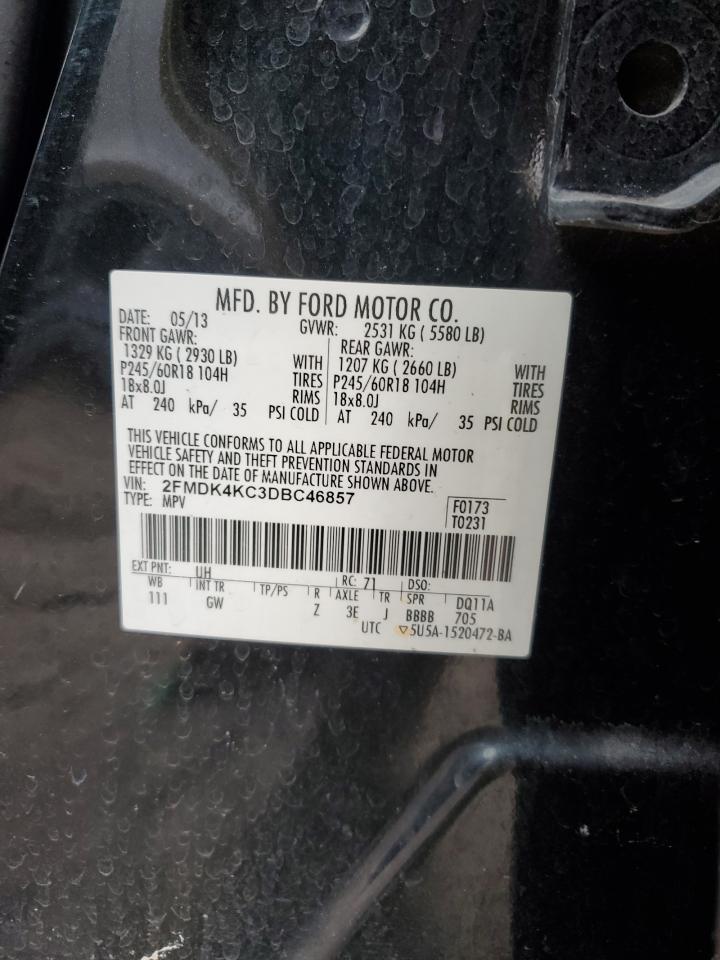 MFD. BY FORD MOTOR CO.
DATE: 05/13 GVWR: 2531 KG ( 5580 LB)
FRONT GAWR: REAR GAWR:
1329 KG ( 2930 LB) WITH 1207 KG ( 2660 LB) WITH
P245/60R18 104H TIRES P245/60R18 104H TIRES
18x8.0J RIMS 18x8.0J RIMS
AT 240 kPa/ 35 PSI COLD AT 240 kPa/ 35 PSI COLD
THIS VEHICLE CONFORMS TO ALL APPLICABLE FEDERAL MOTOR
VEHICLE SAFETY AND THEFT PREVENTION STANDARDS IN
EFFECT ON THE DATE OF MANUFACTURE SHOWN ABOVE.
VIN: 2FMDK4KC3DBC46857 F0173
TYPE: MPV T0231
EXT PNT: UH RC: 71 DSO:
WB INT TR TP/PS R AXLE TR SPR DQ11A
111 GW Z 3E J BBBB 705
UTC ▽5U5A-1520472-BA